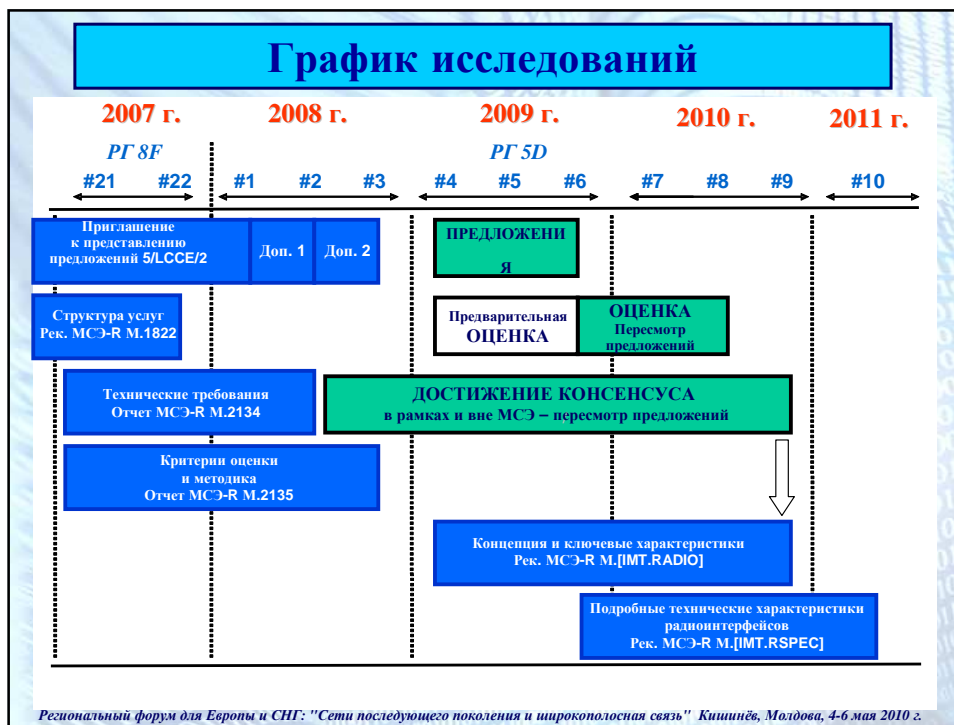 График исследований
2007 г. 2008 г. 2009 г. 2010 г. 2011 г.
РГ 8F РГ 5D
#21 #22 #1 #2 #3 #4 #5 #6 #7 #8 #9 #10
Приглашение
к представлению
предложений 5/LCCE/2
Доп. 1
Доп. 2
ПРЕДЛОЖЕНИ
Я
Структура услуг
Рек. МСЭ-R М.1822
Предварительная
ОЦЕНКА
ОЦЕНКА
Пересмотр
предложений
Технические требования
Отчет МСЭ-R М.2134
ДОСТИЖЕНИЕ КОНСЕНСУСА
в рамках и вне МСЭ – пересмотр предложений
Критерии оценки
и методика
Отчет МСЭ-R М.2135
Концепция и ключевые характеристики
Рек. МСЭ-R М.[IMT.RADIO]
Подробные технические характеристики
радиоинтерфейсов
Рек. МСЭ-R М.[IMT.RSPEC]
Региональный форум для Европы и СНГ: "Сети последующего поколения и широкополосная связь" Кишинёв, Молдова, 4-6 мая 2010 г.